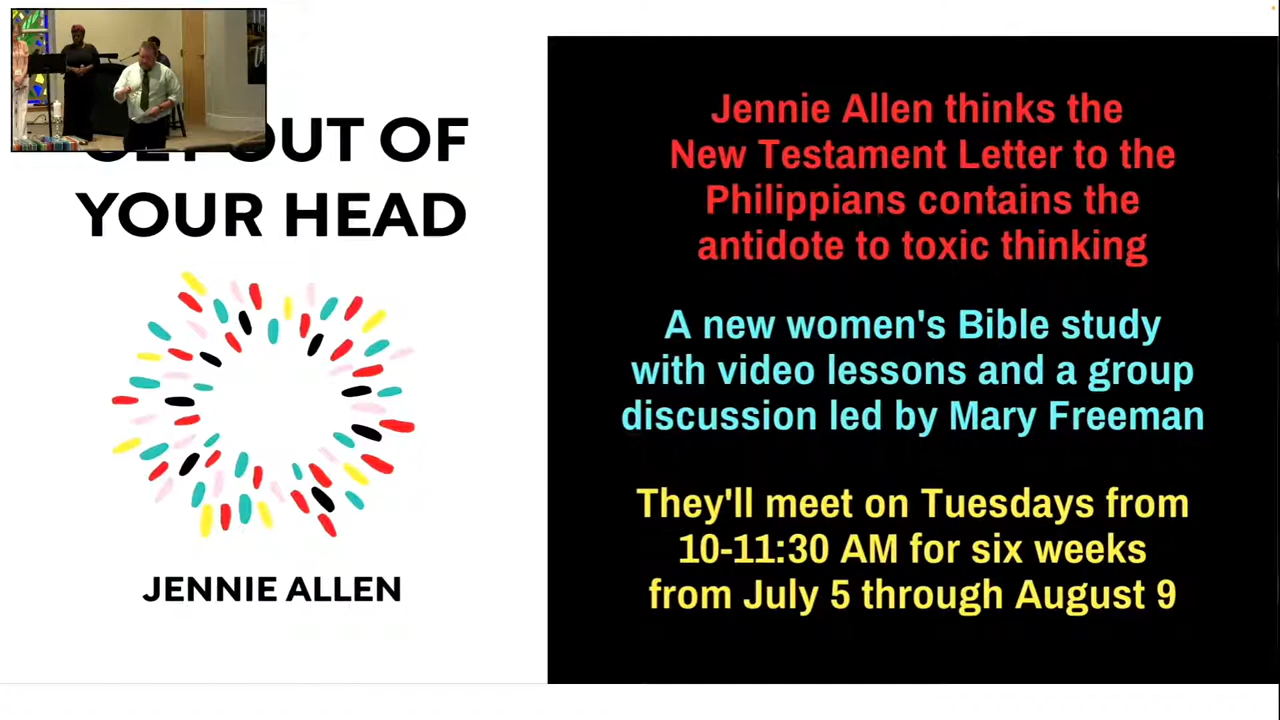 OUT OF
YOUR HEAD
JENNIE ALLEN
Jennie Allen thinks the
New Testament Letter to the
Philippians contains the
antidote to toxic thinking
A new women's Bible study
with video lessons and a group
discussion led by Mary Freeman
They'll meet on Tuesdays from
10-11:30 AM for six weeks
from July 5 through August 9